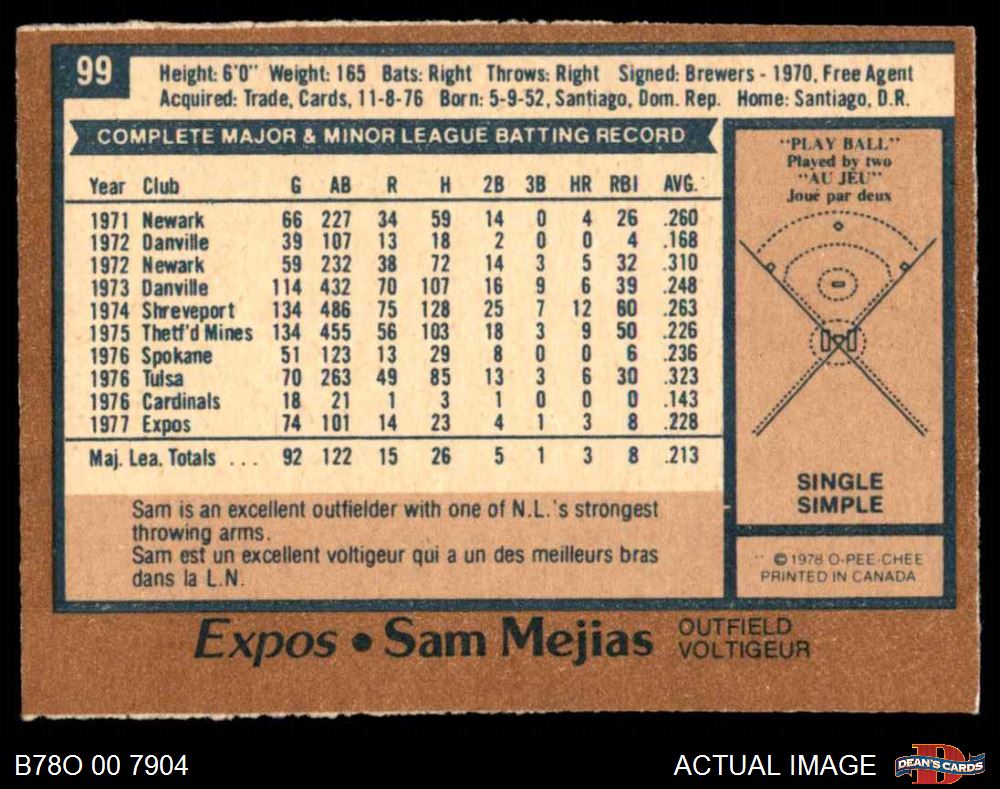 99
Height: 6'0" Weight: 165 Bats: Right Throws: Right Signed: Brewers - 1970, Free Agent
Acquired: Trade, Cards, 11-8-76 Born: 5-9-52, Santiago, Dom. Rep. Home: Santiago, D.R.
COMPLETE MAJOR & MINOR LEAGUE BATTING RECORD
Year Club G AB R H 2B 3B HR RBI AVG.
1971 Newark 66 227 34 59 14 0 4 26 .260
1972 Danville 39 107 13 18 2 0 0 4 .168
1972 Newark 59 232 38 72 14 3 5 32 .310
1973 Danville 114 432 70 107 16 9 6 39 .248
1974 Shreveport 134 486 75 128 25 7 12 60 .263
1975 Thetf'd Mines 134 455 56 103 18 3 9 50 .226
1976 Spokane 51 123 13 29 8 0 0 6 .236
1976 Tulsa 70 263 49 85 13 3 6 30 .323
1976 Cardinals 18 21 1 3 1 0 0 0 .143
1977 Expos 74 101 14 23 4 1 3 8 .228
Maj. Lea. Totals ... 92 122 15 26 5 1 3 8 .213
Sam is an excellent outfielder with one of N.L.'s strongest
throwing arms.
Sam est un excellent voltigeur qui a un des meilleurs bras
dans la L.N.
"PLAY BALL"
Played by two
"AU JEU"
Joué par deux
SINGLE
SIMPLE
** © 1978 O-PEE-CHEE
PRINTED IN CANADA
Expos • Sam Mejias
OUTFIELD
VOLTIGEUR
B78O 00 7904
ACTUAL IMAGE
D
DEAN'S CARDS